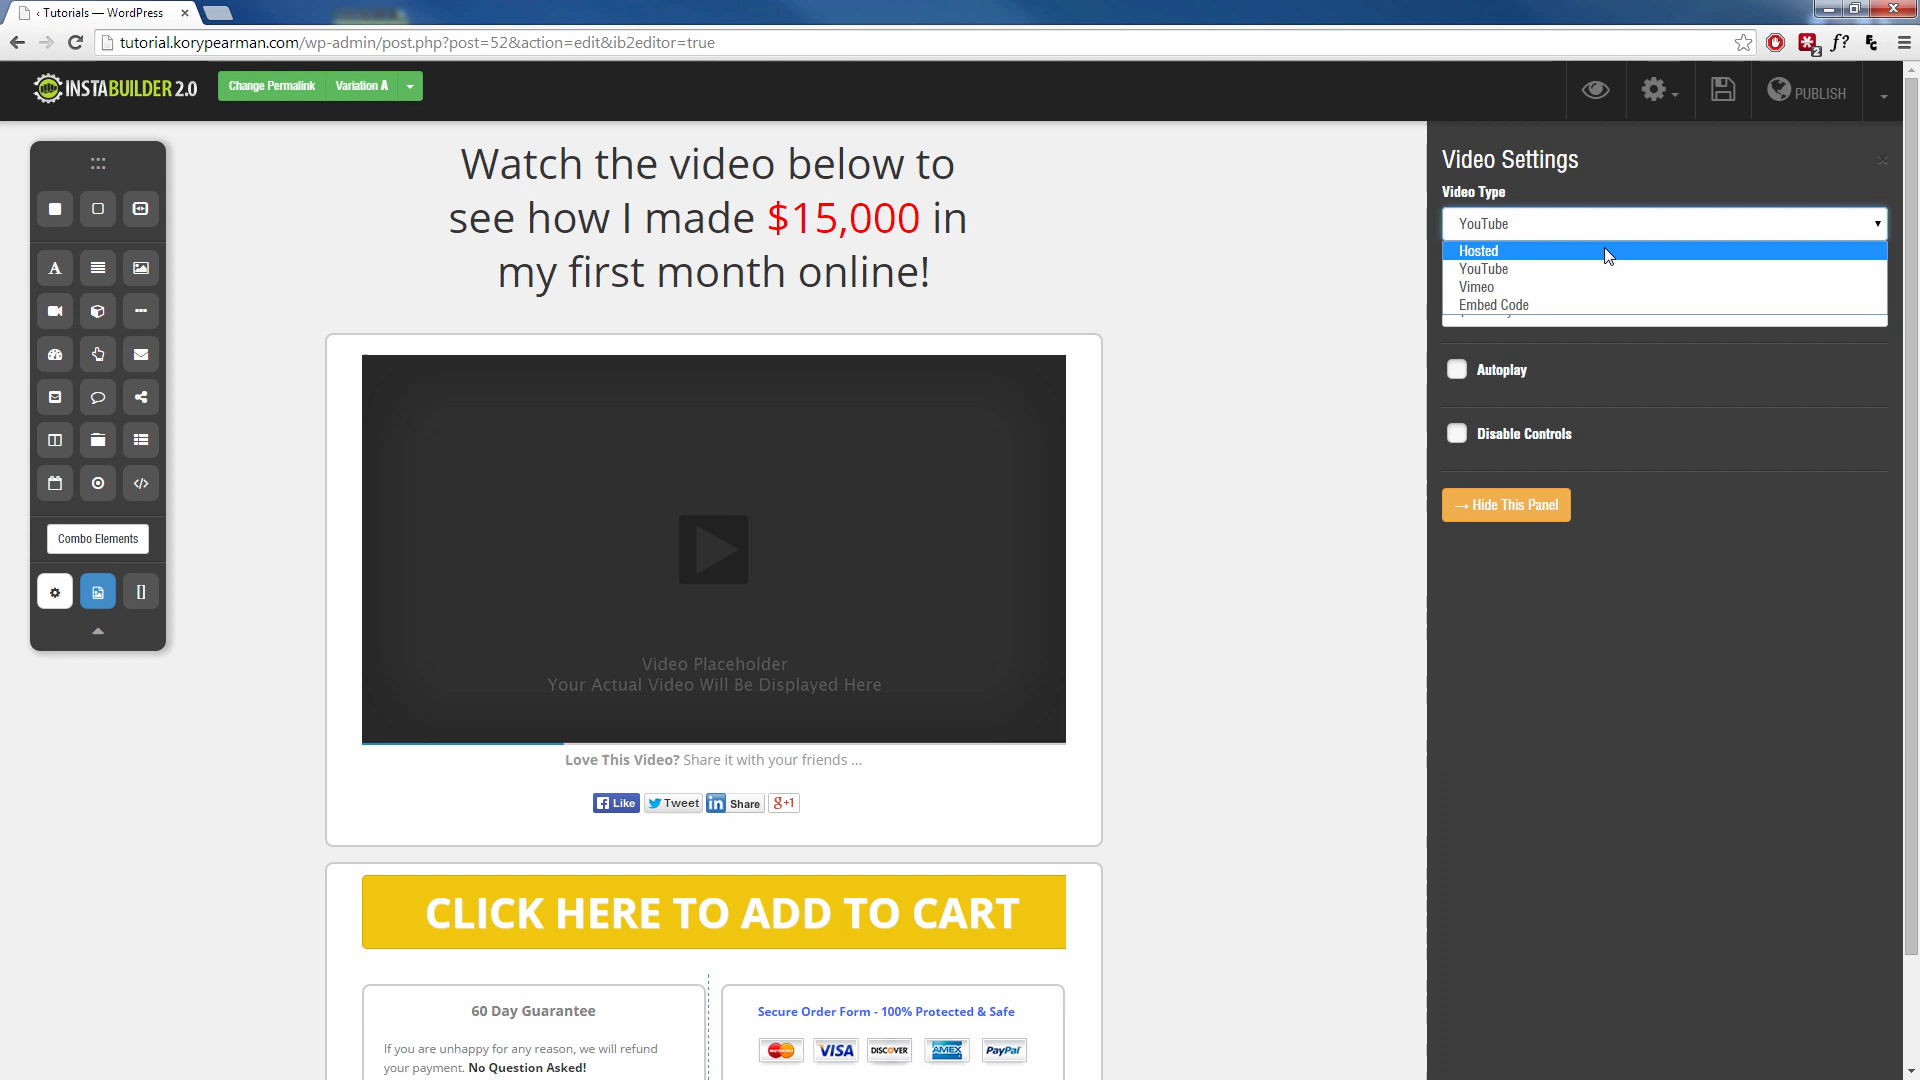 ‹ Tutorials — WordPress
tutorial.korypearman.com/wp-admin/post.php?post=52&action=edit&ib2editor=true
2
f?
INSTABUILDER 2.0
Change Permalink
Variation A
PUBLISH
Watch the video below to
see how I made $15,000 in
my first month online!
Video Placeholder
Your Actual Video Will Be Displayed Here
Love This Video? Share it with your friends ...
Like
Tweet
in Share
g+1
CLICK HERE TO ADD TO CART
60 Day Guarantee
If you are unhappy for any reason, we will refund
your payment. No Question Asked!
Secure Order Form - 100% Protected & Safe
MasterCard
VISA
DISCOVER
AMEX
PayPal
A
Combo Elements
[]
Video Settings
Video Type
YouTube
Hosted
YouTube
Vimeo
Embed Code
Autoplay
Disable Controls
→ Hide This Panel